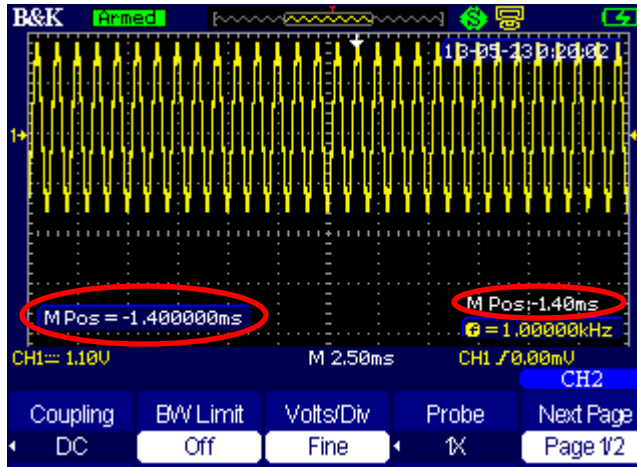 B&K Armed
13-05-23 0:20:02
1
M Pos:-1.40ms
M Pos = -1.400000ms
f = 1.00000kHz
CH1 1.10V M 2.50ms CH1 0.00mV
CH2
Coupling BW Limit Volts/Div Probe Next Page
DC Off Fine 1X Page 1/2